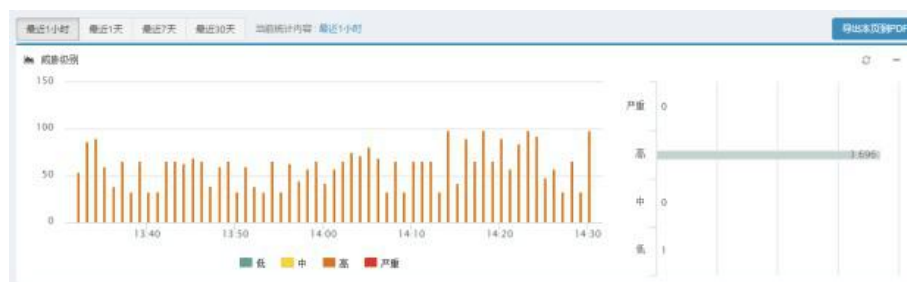 最近1小时 最近1天 最近7天 最近30天 当前统计内容：最近1小时 导出本页到PDF
威胁级别
150
100
50
0
13:40 13:50 14:00 14:10 14:20 14:30
低 中 高 严重
严重 0
高 1,696
中 0
低 1